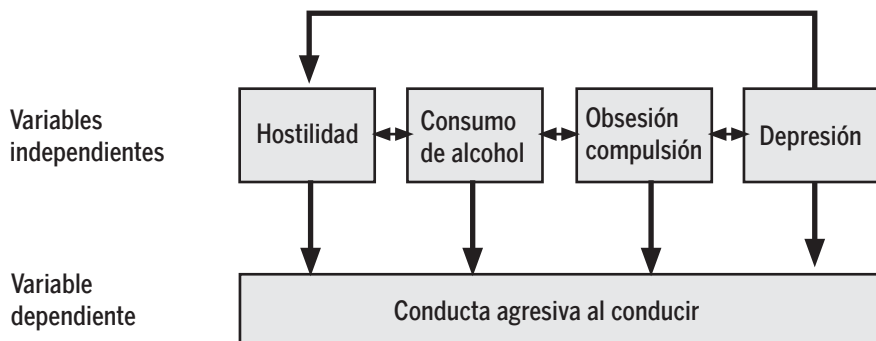 Variables
independientes
Hostilidad
Consumo
de alcohol
Obsesión
compulsión
Depresión
Variable
dependiente
Conducta agresiva al conducir